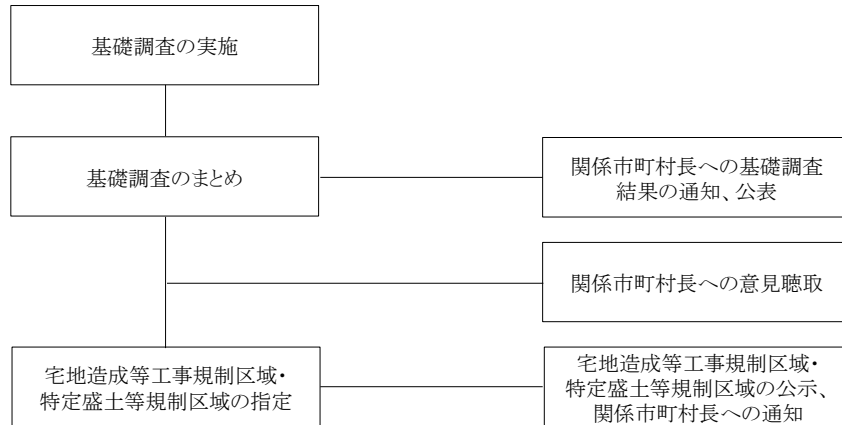 基礎調査の実施
基礎調査のまとめ
関係市町村長への基礎調査
結果の通知、公表
関係市町村長への意見聴取
宅地造成等工事規制区域・
特定盛土等規制区域の指定
宅地造成等工事規制区域・
特定盛土等規制区域の公示、
関係市町村長への通知